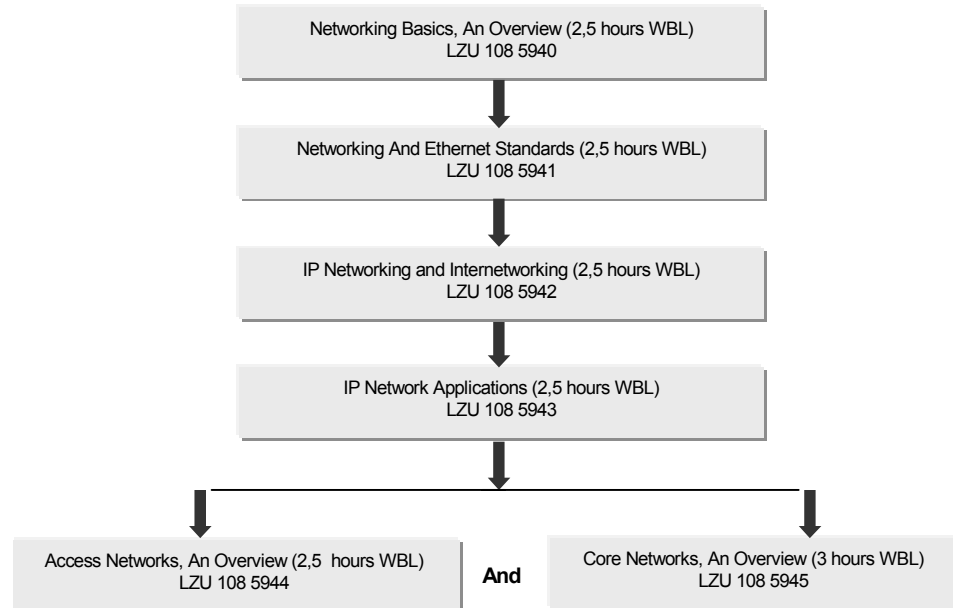 Networking Basics, An Overview (2,5 hours WBL)
LZU 108 5940
Networking And Ethernet Standards (2,5 hours WBL)
LZU 108 5941
IP Networking and Internetworking (2,5 hours WBL)
LZU 108 5942
IP Network Applications (2,5 hours WBL)
LZU 108 5943
Access Networks, An Overview (2,5 hours WBL)
LZU 108 5944
And
Core Networks, An Overview (3 hours WBL)
LZU 108 5945